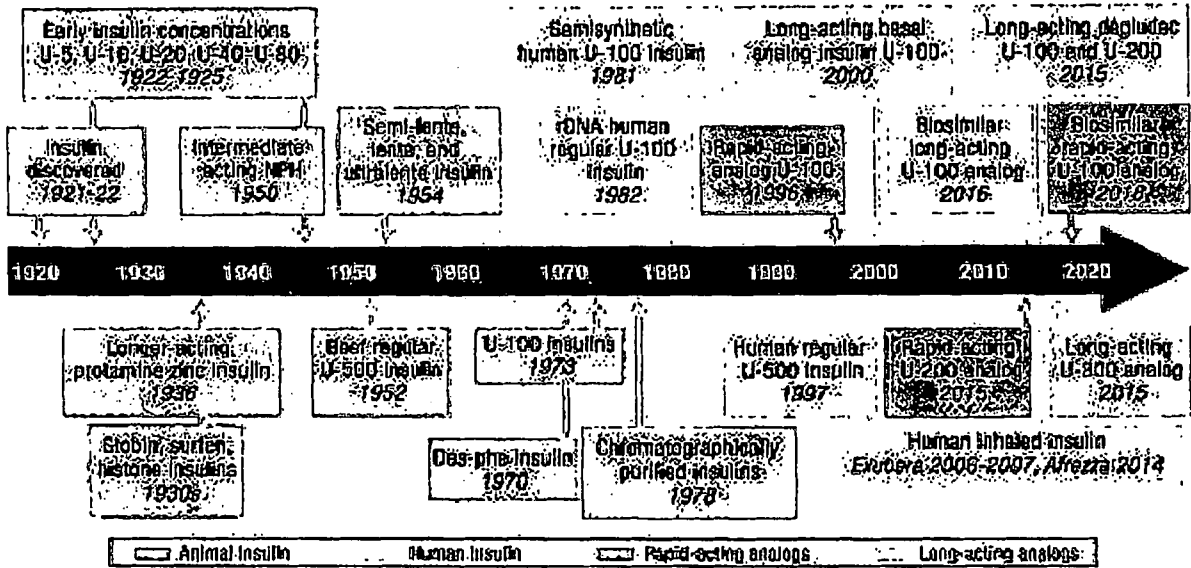 Early insulin concentrations
U-5, U-10, U-20, U-40, U-80
1922-1925
Semisynthetic
human U-100 insulin
1981
Long-acting basal
analog insulin U-100
2000
Long-acting degludec
U-100 and U-200
2015
Insulin
discovered
1921-22
Intermediate
acting NPH
1950
Semi-lente,
lente, and
ultralente insulin
1954
rDNA human
regular U-100
insulin
1982
Rapid-acting
analog U-100
1996
Biosimilar
long-acting
U-100 analog
2016
Biosimilar
rapid-acting
U-100 analog
2018
1920 1930 1940 1950 1960 1970 1980 1990 2000 2010 2020
Longer-acting
protamine zinc insulin
1936
Beef regular
U-500 insulin
1952
U-100 insulins
1973
Human regular
U-500 insulin
1997
Rapid acting
U-200 analog
2015
Long-acting
U-300 analog
2015
Globin, surfen,
histone insulins
1930s
Des-phe insulin
1970
Chromatographically
purified insulins
1978
Human inhaled insulin
Exubera 2006-2007, Afrezza 2014
Animal insulin
Human insulin
Rapid-acting analogs
Long-acting analogs